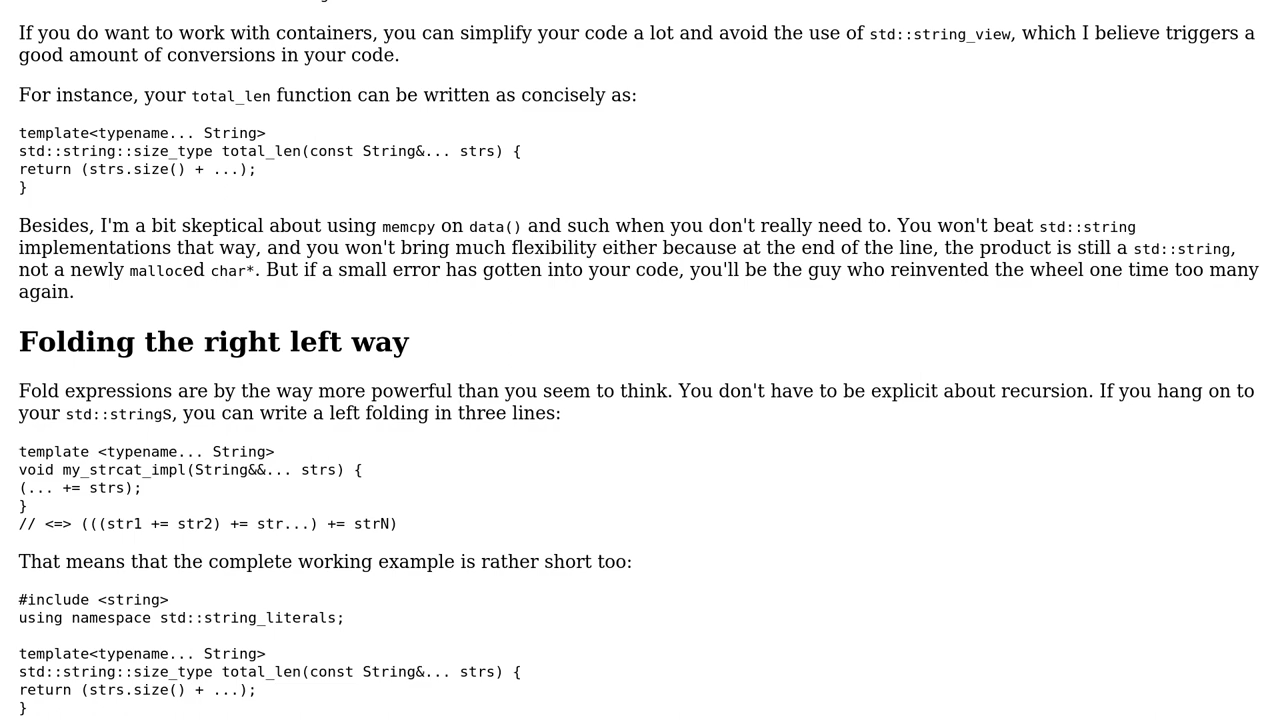 If you do want to work with containers, you can simplify your code a lot and avoid the use of std::string_view, which I believe triggers a
good amount of conversions in your code.
For instance, your total_len function can be written as concisely as:
template<typename... String>
std::string::size_type total_len(const String&... strs) {
return (strs.size() + ...);
}
Besides, I'm a bit skeptical about using memcpy on data() and such when you don't really need to. You won't beat std::string
implementations that way, and you won't bring much flexibility either because at the end of the line, the product is still a std::string,
not a newly malloced char*. But if a small error has gotten into your code, you'll be the guy who reinvented the wheel one time too many
again.
Folding the right left way
Fold expressions are by the way more powerful than you seem to think. You don't have to be explicit about recursion. If you hang on to
your std::strings, you can write a left folding in three lines:
template <typename... String>
void my_strcat_impl(String&&... strs) {
(... += strs);
}
// <=> (((str1 += str2) += str...) += strN)
That means that the complete working example is rather short too:
#include <string>
using namespace std::string_literals;
template<typename... String>
std::string::size_type total_len(const String&... strs) {
return (strs.size() + ...);
}